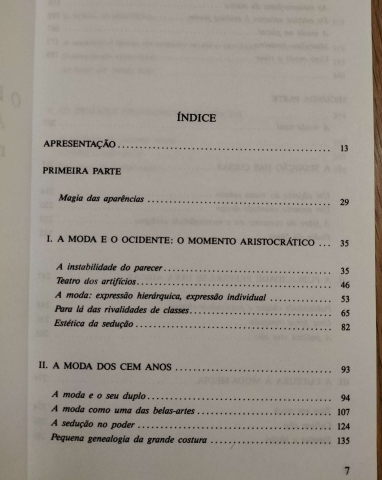 ÍNDICE
APRESENTAÇÃO.................................................. 13
PRIMEIRA PARTE
Magia das aparências ........................................ 29
I. A MODA E O OCIDENTE: O MOMENTO ARISTOCRÁTICO ... 35
A instabilidade do parecer.................................... 35
Teatro dos artifícios.......................................... 46
A moda: expressão hierárquica, expressão individual ............ 53
Para lá das rivalidades de classes............................. 65
Estética da sedução .......................................... 82
II. A MODA DOS CEM ANOS ................................... 93
A moda e o seu duplo........................................ 94
A moda como uma das belas-artes ............................ 107
A sedução no poder ........................................ 124
Pequena genealogia da grande costura ........................ 135
7